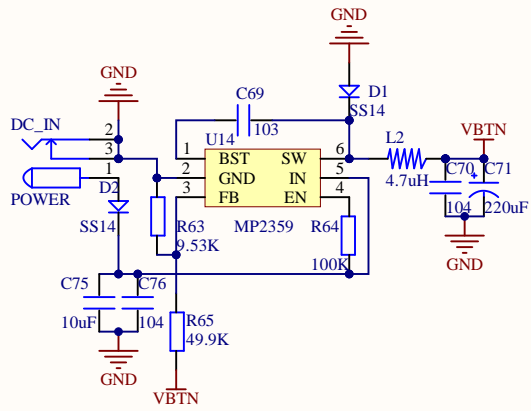 GND
GND
C69
D1
SS14
DC_IN
2
103
U14
L2
VBTN
3
1
BST
SW
6
1
D2
2
GND
IN
5
4.7uH
C70
C71
POWER
3
FB
EN
4
SS14
R63
MP2359
R64
104
220uF
9.53K
GND
C75
C76
100K
10uF
104
R65
49.9K
GND
VBTN